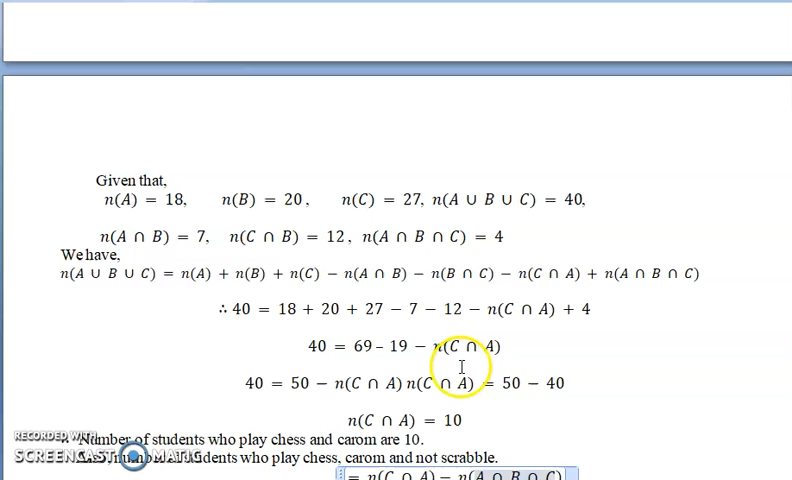 Given that,
n(A) = 18, n(B) = 20 , n(C) = 27, n(A ∪ B ∪ C) = 40,
n(A ∩ B) = 7, n(C ∩ B) = 12 , n(A ∩ B ∩ C) = 4
We have,
n(A ∪ B ∪ C) = n(A) + n(B) + n(C) − n(A ∩ B) − n(B ∩ C) − n(C ∩ A) + n(A ∩ B ∩ C)
∴ 40 = 18 + 20 + 27 − 7 − 12 − n(C ∩ A) + 4
40 = 69 – 19 − n(C ∩ A)
40 = 50 − n(C ∩ A) n(C ∩ A) = 50 − 40
n(C ∩ A) = 10
RECORDED WITH
∴ Number of students who play chess and carom are 10.
SCREENCAST MATIC
number of students who play chess, carom and not scrabble.
= n(C ∩ A) − n(A ∩ B ∩ C)